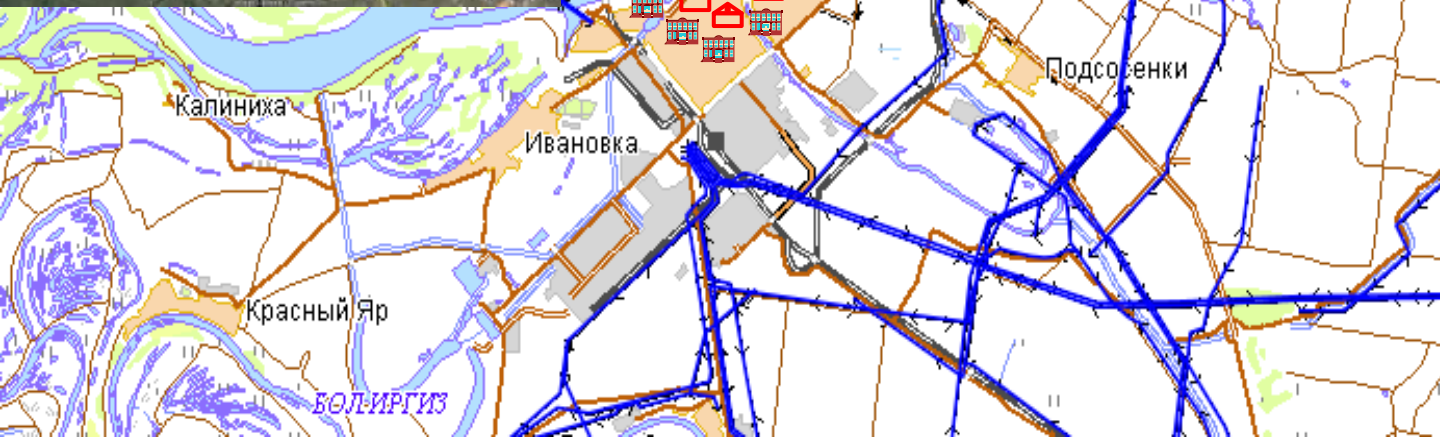 Подсосенки
Калиниха
Ивановка
Красный Яр
БОЛ.ИРГИЗ